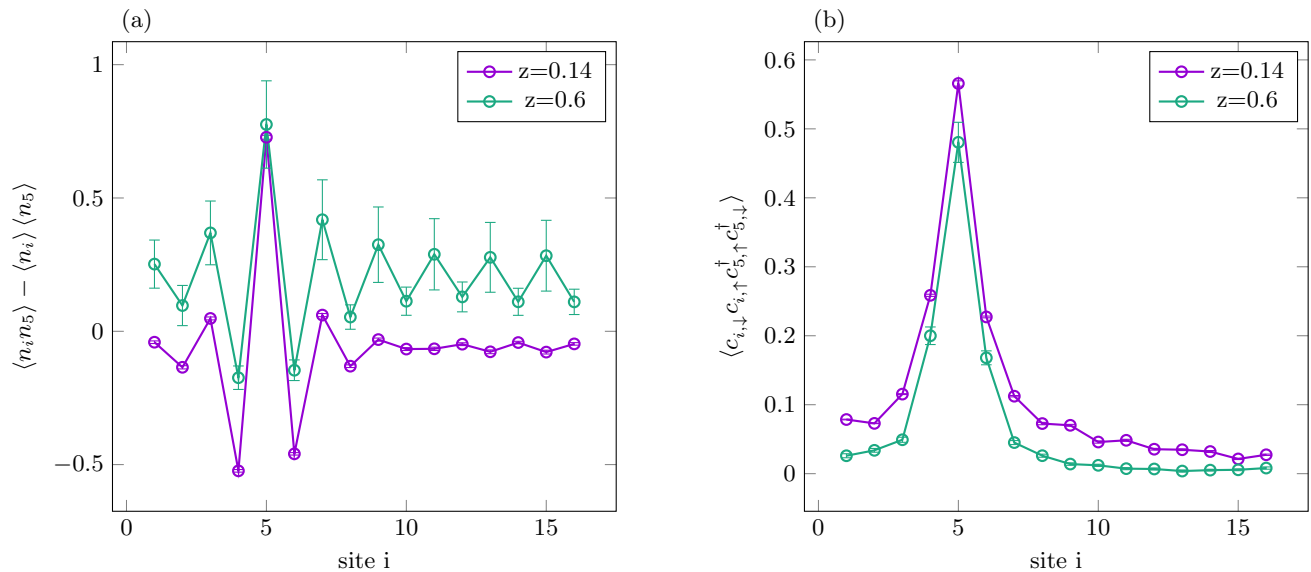 (a)
z=0.14
z=0.6
1
0.5
0
−0.5
0
5
10
15
site i
⟨n_i n_5⟩ − ⟨n_i⟩ ⟨n_5⟩
(b)
z=0.14
z=0.6
0.6
0.5
0.4
0.3
0.2
0.1
0
0
5
10
15
site i
⟨c_{i,↓} c_{i,↑} c^†_{5,↑} c^†_{5,↓}⟩